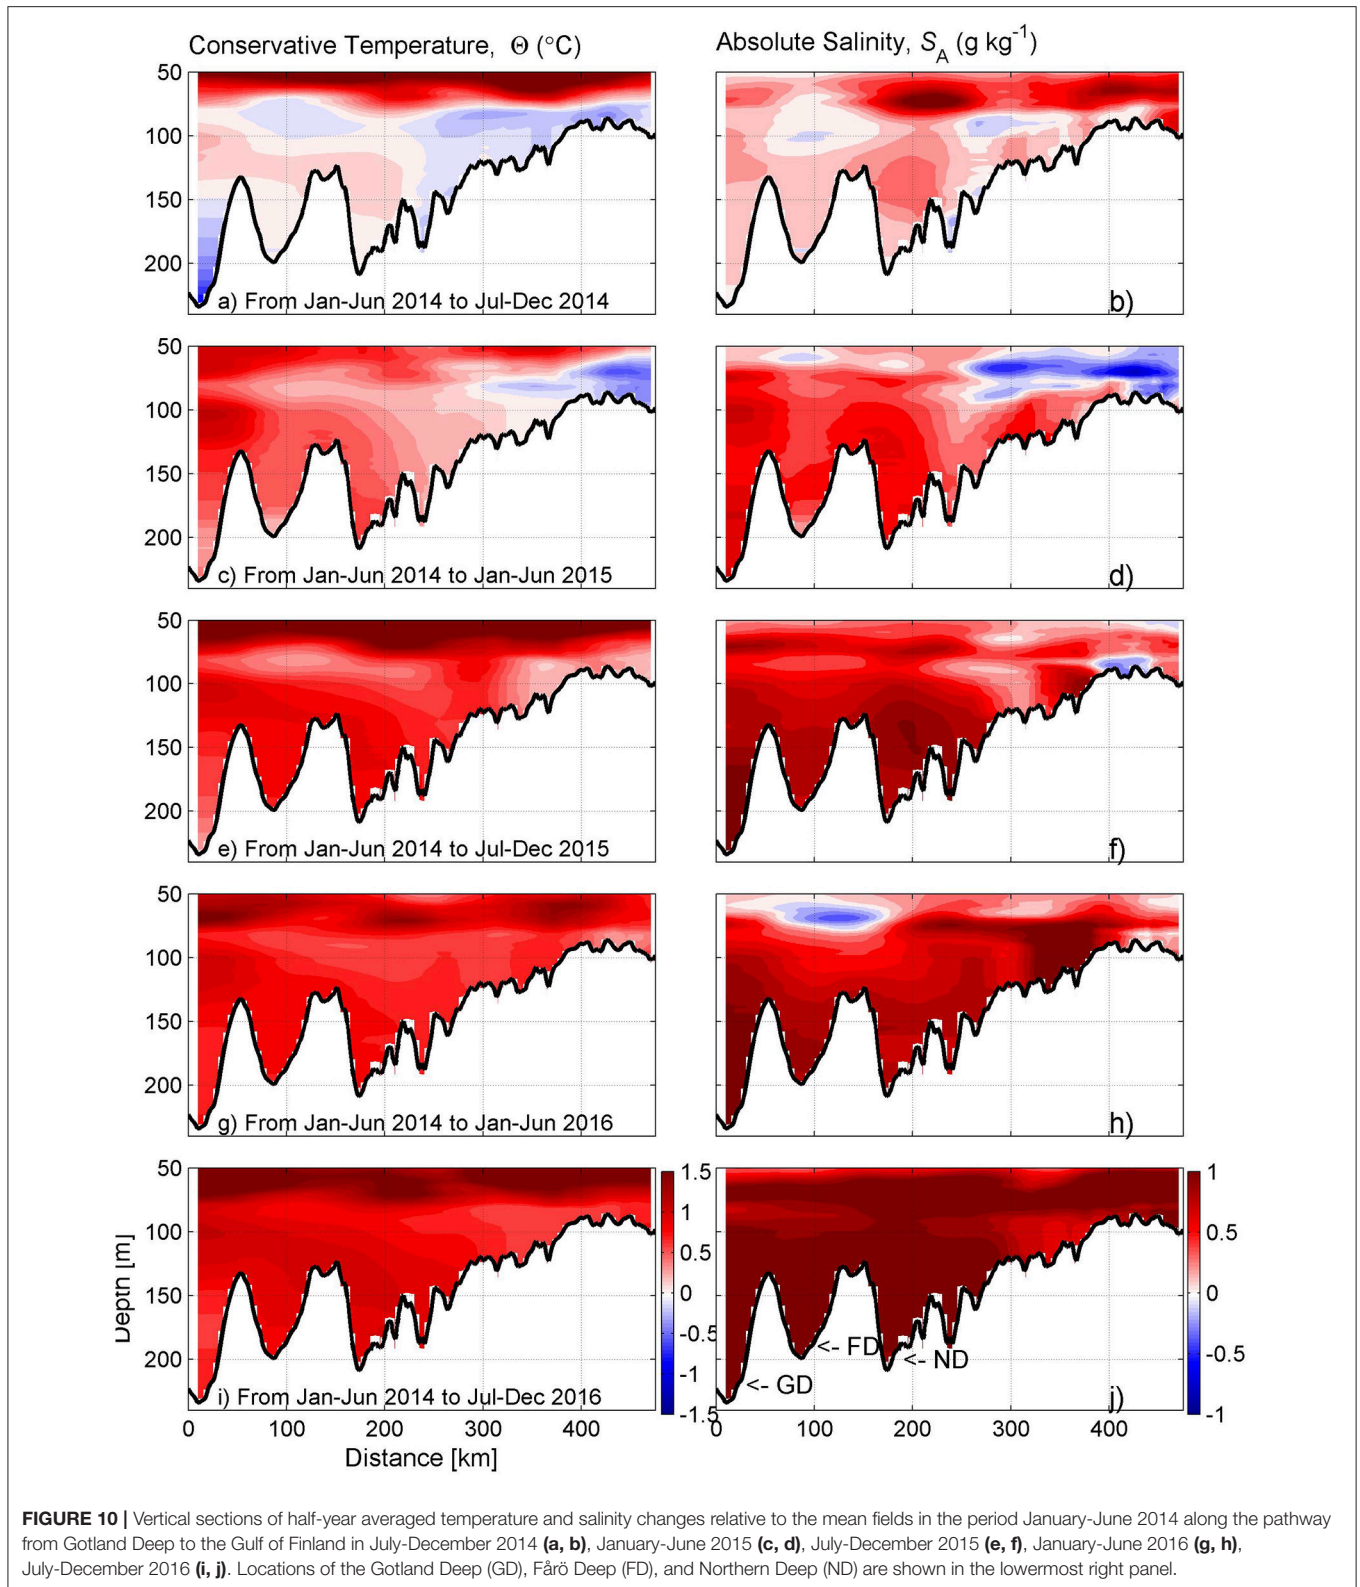 Conservative Temperature, Θ (°C)
Absolute Salinity, S_A (g kg⁻¹)
50
100
150
200
a) From Jan-Jun 2014 to Jul-Dec 2014
b)
50
100
150
200
c) From Jan-Jun 2014 to Jan-Jun 2015
d)
50
100
150
200
e) From Jan-Jun 2014 to Jul-Dec 2015
f)
50
100
150
200
g) From Jan-Jun 2014 to Jan-Jun 2016
h)
50
100
150
200
Depth [m]
i) From Jan-Jun 2014 to Jul-Dec 2016
1.5
1
0.5
0
-0.5
-1
-1.5
<- FD
<- ND
<- GD
j)
1
0.5
0
-0.5
-1
0 100 200 300 400
Distance [km]
0 100 200 300 400
FIGURE 10 | Vertical sections of half-year averaged temperature and salinity changes relative to the mean fields in the period January-June 2014 along the pathway
from Gotland Deep to the Gulf of Finland in July-December 2014 (a, b), January-June 2015 (c, d), July-December 2015 (e, f), January-June 2016 (g, h),
July-December 2016 (i, j). Locations of the Gotland Deep (GD), Fårö Deep (FD), and Northern Deep (ND) are shown in the lowermost right panel.